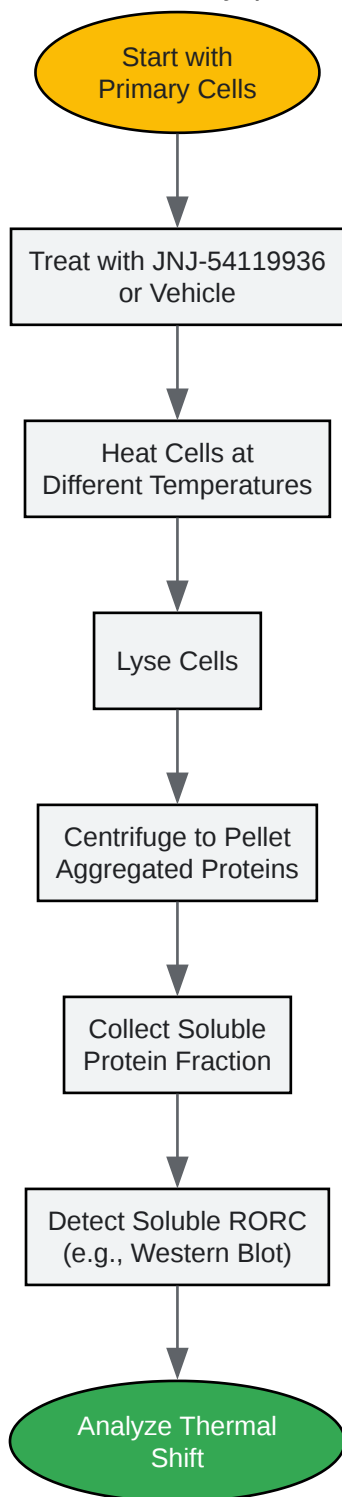 Start with
Primary Cells
Treat with JNJ-54119936
or Vehicle
Heat Cells at
Different Temperatures
Lyse Cells
Centrifuge to Pellet
Aggregated Proteins
Collect Soluble
Protein Fraction
Detect Soluble RORC
(e.g., Western Blot)
Analyze Thermal
Shift